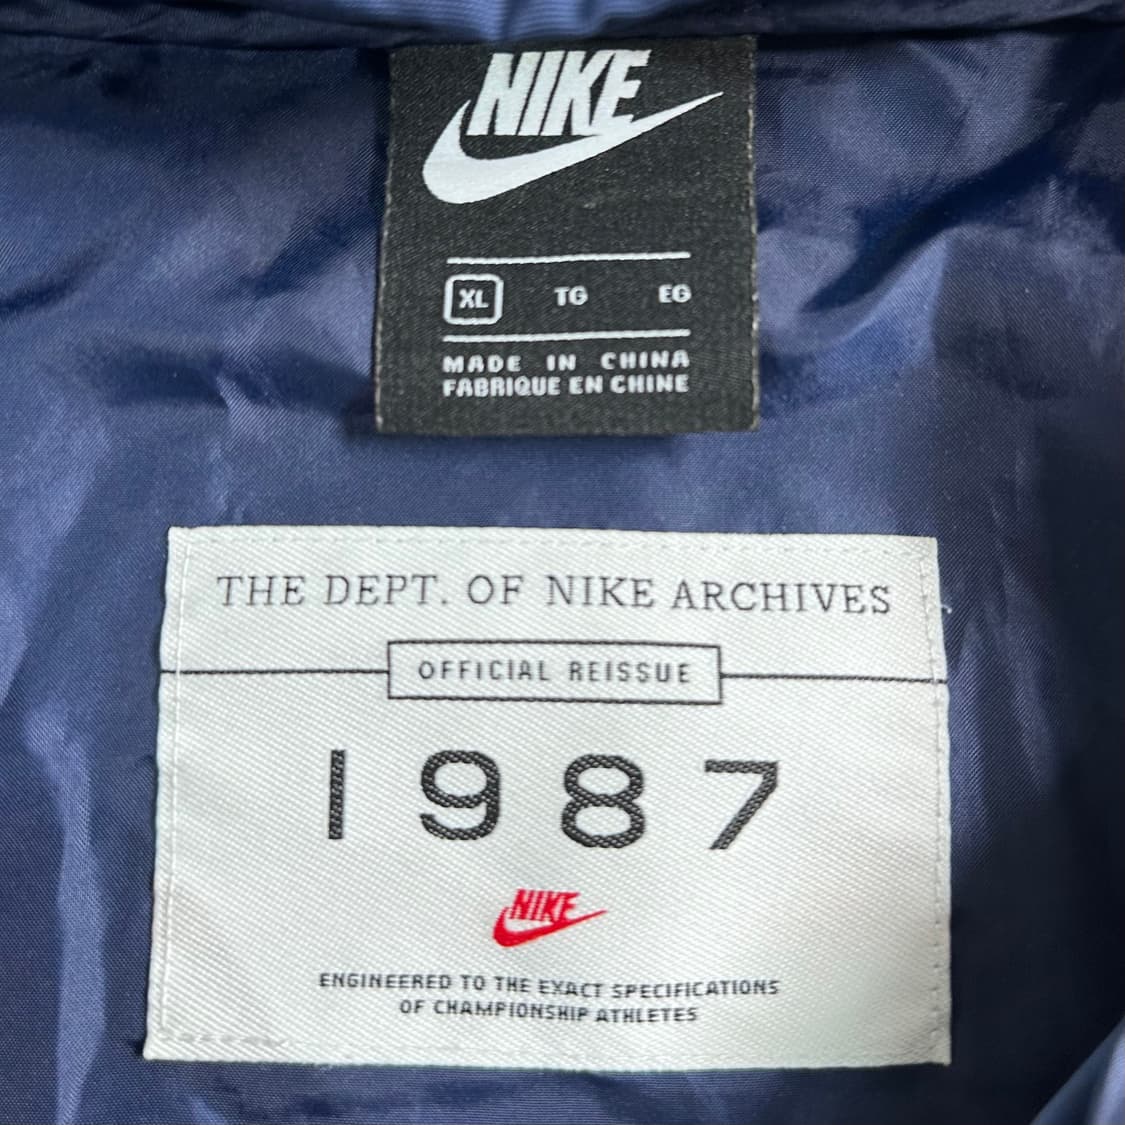 NIKE
XL TG EG
MADE IN CHINA
FABRIQUE EN CHINE
THE DEPT. OF NIKE ARCHIVES
OFFICIAL REISSUE
1987
NIKE
ENGINEERED TO THE EXACT SPECIFICATIONS
OF CHAMPIONSHIP ATHLETES